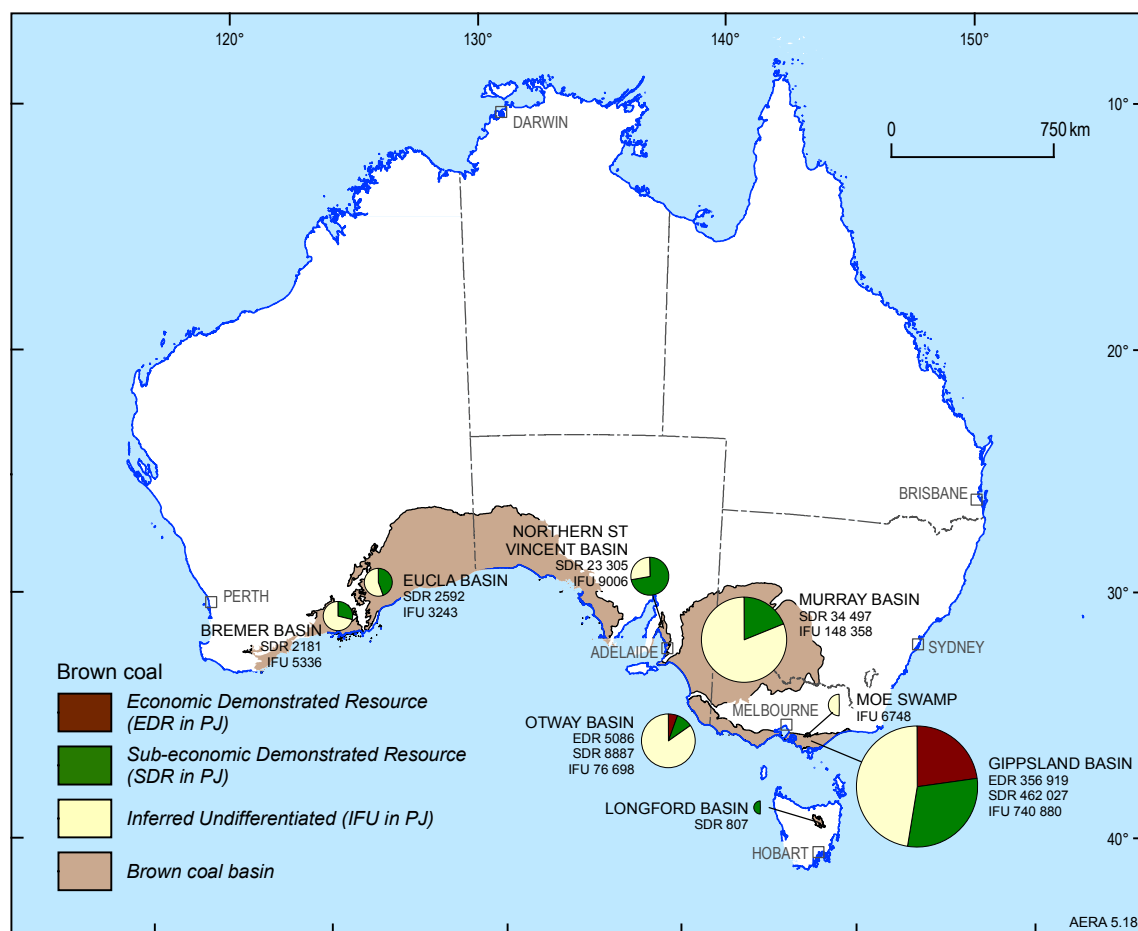 120°
130°
140°
150°
10°
DARWIN
0
750 km
20°
BRISBANE
NORTHERN ST
VINCENT BASIN
SDR 23 305
IFU 9006
EUCLA BASIN
SDR 2592
IFU 3243
PERTH
30°
MURRAY BASIN
SDR 34 497
IFU 148 358
BREMER BASIN
SDR 2181
IFU 5336
ADELAIDE
SYDNEY
MOE SWAMP
IFU 6748
MELBOURNE
OTWAY BASIN
EDR 5086
SDR 8887
IFU 76 698
GIPPSLAND BASIN
EDR 356 919
SDR 462 027
IFU 740 880
LONGFORD BASIN
SDR 807
HOBART
40°
Brown coal
Economic Demonstrated Resource
(EDR in PJ)
Sub-economic Demonstrated Resource
(SDR in PJ)
Inferred Undifferentiated (IFU in PJ)
Brown coal basin
AERA 5.18